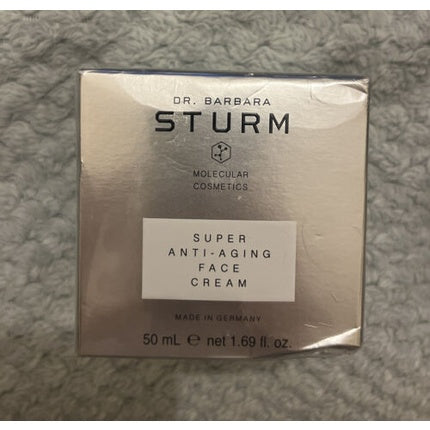 DR. BARBARA
STURM
MOLECULAR
COSMETICS
SUPER
ANTI-AGING
FACE
CREAM
MADE IN GERMANY
50 mL ℮ net 1.69 fl. oz.